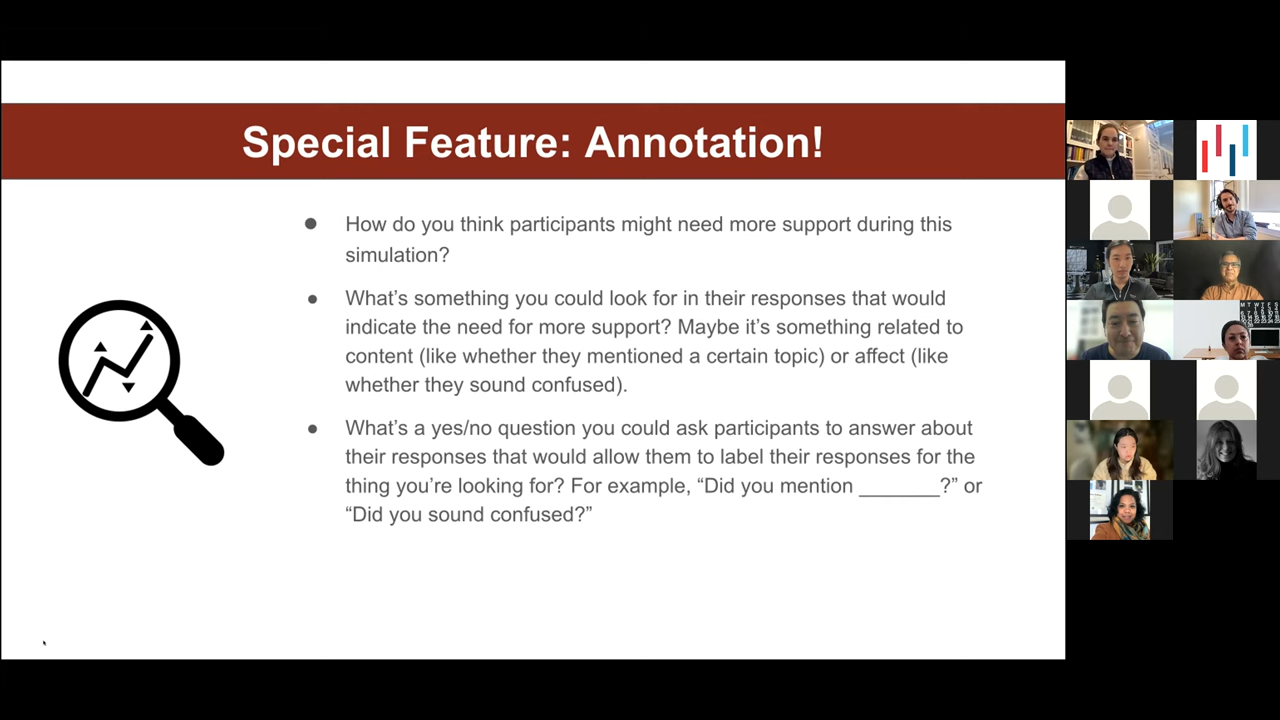 Special Feature: Annotation!
● How do you think participants might need more support during this
simulation?
● What’s something you could look for in their responses that would
indicate the need for more support? Maybe it’s something related to
content (like whether they mentioned a certain topic) or affect (like
whether they sound confused).
● What’s a yes/no question you could ask participants to answer about
their responses that would allow them to label their responses for the
thing you’re looking for? For example, “Did you mention _______?” or
“Did you sound confused?”
M T W T F S